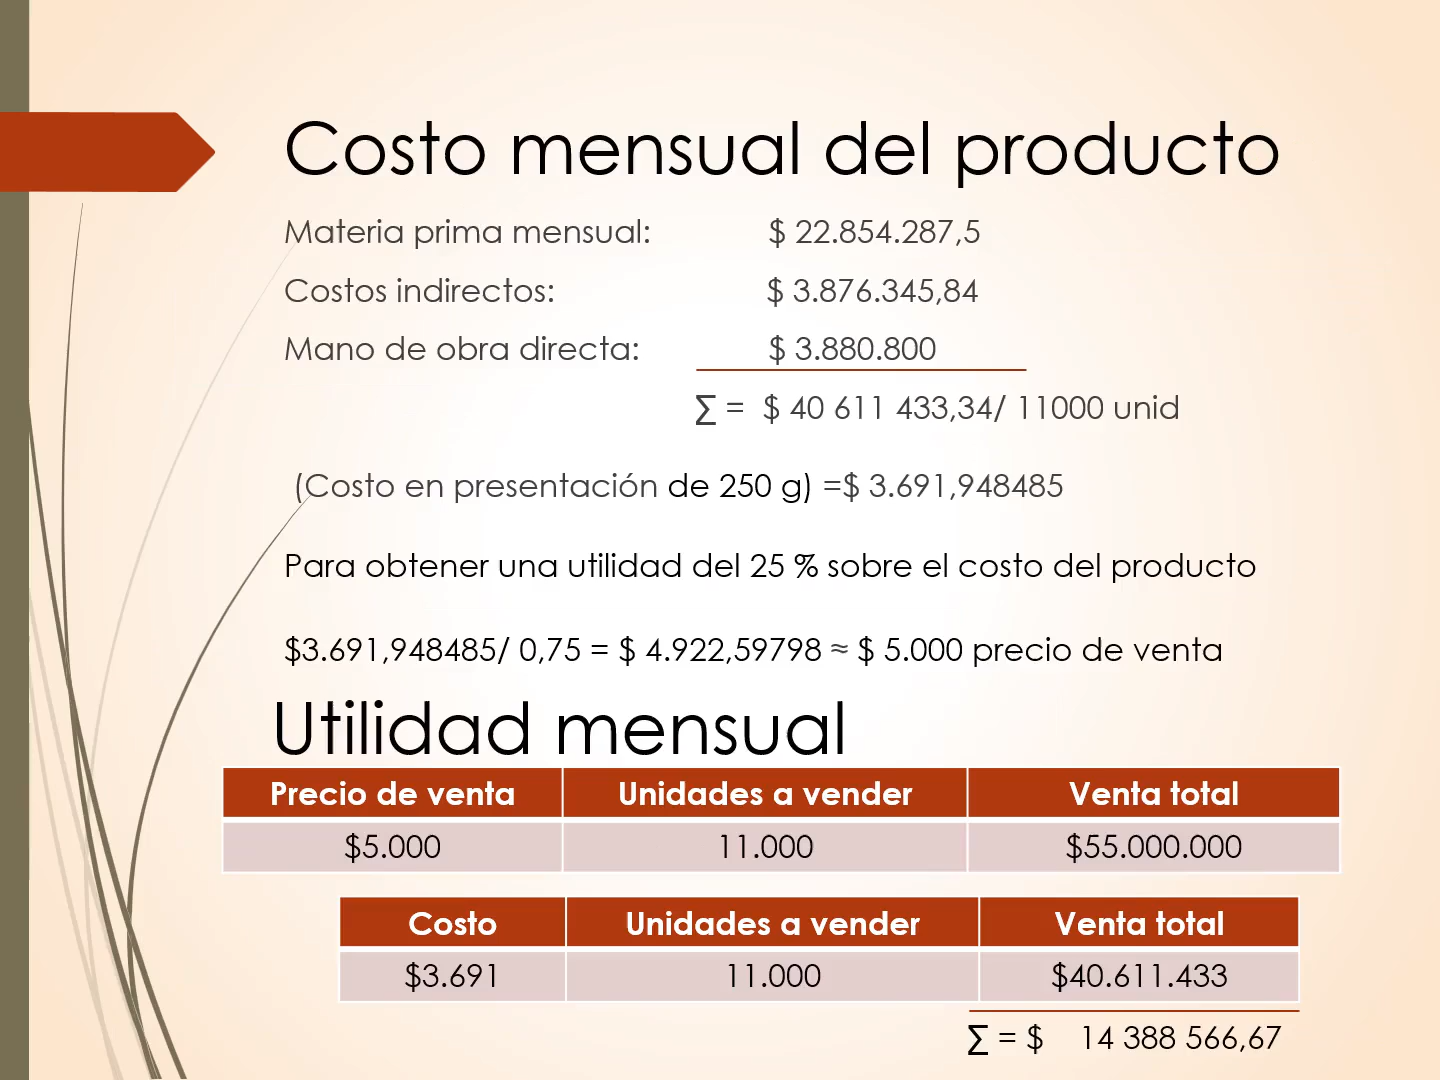 Costo mensual del producto
Materia prima mensual: $ 22.854.287,5
Costos indirectos: $ 3.876.345,84
Mano de obra directa: $ 3.880.800
∑ = $ 40 611 433,34/ 11000 unid
(Costo en presentación de 250 g) =$ 3.691,948485
Para obtener una utilidad del 25 % sobre el costo del producto
$3.691,948485/ 0,75 = $ 4.922,59798 ≈ $ 5.000 precio de venta
Utilidad mensual
Precio de venta Unidades a vender Venta total
$5.000 11.000 $55.000.000
Costo Unidades a vender Venta total
$3.691 11.000 $40.611.433
∑ = $ 14 388 566,67